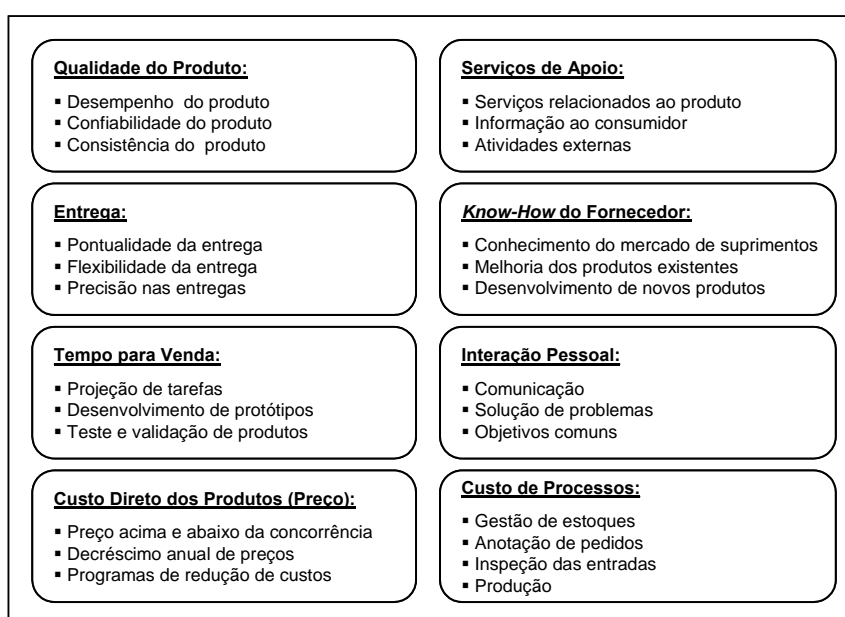 Qualidade do Produto:
▪ Desempenho do produto
▪ Confiabilidade do produto
▪ Consistência do produto
Serviços de Apoio:
▪ Serviços relacionados ao produto
▪ Informação ao consumidor
▪ Atividades externas
Entrega:
▪ Pontualidade da entrega
▪ Flexibilidade da entrega
▪ Precisão nas entregas
Know-How do Fornecedor:
▪ Conhecimento do mercado de suprimentos
▪ Melhoria dos produtos existentes
▪ Desenvolvimento de novos produtos
Tempo para Venda:
▪ Projeção de tarefas
▪ Desenvolvimento de protótipos
▪ Teste e validação de produtos
Interação Pessoal:
▪ Comunicação
▪ Solução de problemas
▪ Objetivos comuns
Custo Direto dos Produtos (Preço):
▪ Preço acima e abaixo da concorrência
▪ Decréscimo anual de preços
▪ Programas de redução de custos
Custo de Processos:
▪ Gestão de estoques
▪ Anotação de pedidos
▪ Inspeção das entradas
▪ Produção